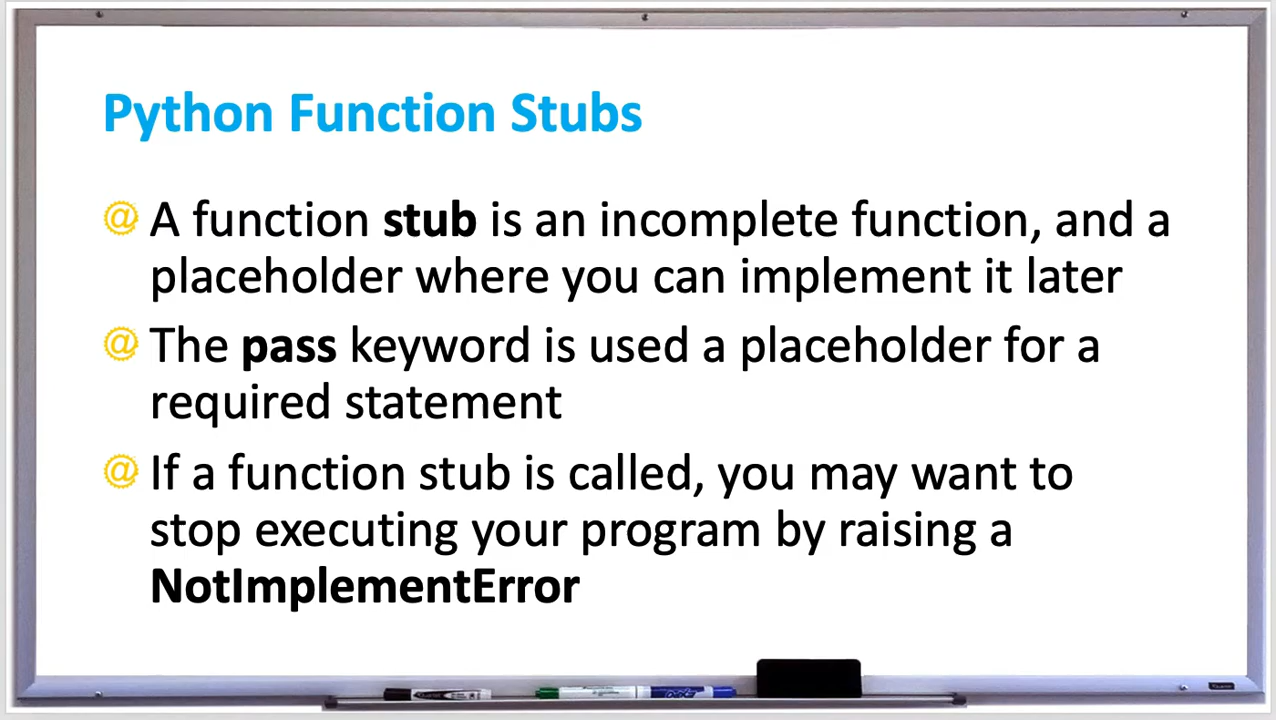 Python Function Stubs
@ A function stub is an incomplete function, and a
placeholder where you can implement it later
@ The pass keyword is used a placeholder for a
required statement
@ If a function stub is called, you may want to
stop executing your program by raising a
NotImplementError